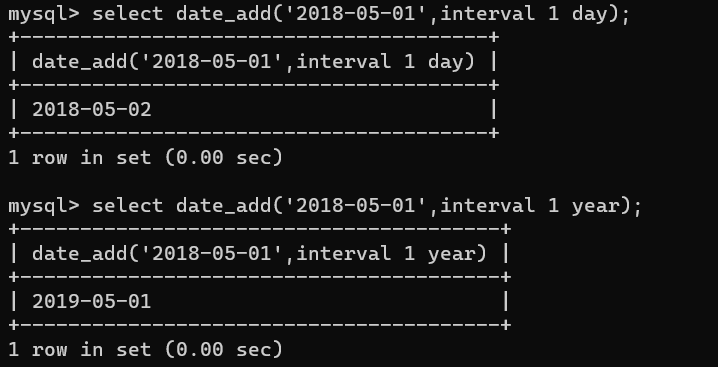 mysql> select date_add('2018-05-01',interval 1 day);
+---------------------------------------+
| date_add('2018-05-01',interval 1 day) |
+---------------------------------------+
| 2018-05-02                            |
+---------------------------------------+
1 row in set (0.00 sec)
mysql> select date_add('2018-05-01',interval 1 year);
+----------------------------------------+
| date_add('2018-05-01',interval 1 year) |
+----------------------------------------+
| 2019-05-01                             |
+----------------------------------------+
1 row in set (0.00 sec)